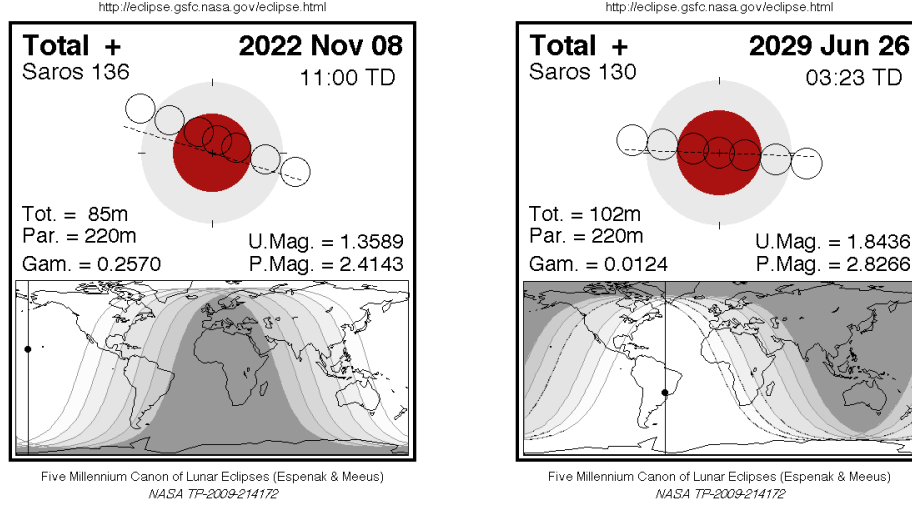 http://eclipse.gsfc.nasa.gov/eclipse.html
Total +
2022 Nov 08
Saros 136
11:00 TD
Tot. = 85m
Par. = 220m
Gam. = 0.2570
U.Mag. = 1.3589
P.Mag. = 2.4143
Five Millennium Canon of Lunar Eclipses (Espenak & Meeus)
NASA TP-2009-214172
http://eclipse.gsfc.nasa.gov/eclipse.html
Total +
2029 Jun 26
Saros 130
03:23 TD
Tot. = 102m
Par. = 220m
Gam. = 0.0124
U.Mag. = 1.8436
P.Mag. = 2.8266
Five Millennium Canon of Lunar Eclipses (Espenak & Meeus)
NASA TP-2009-214172